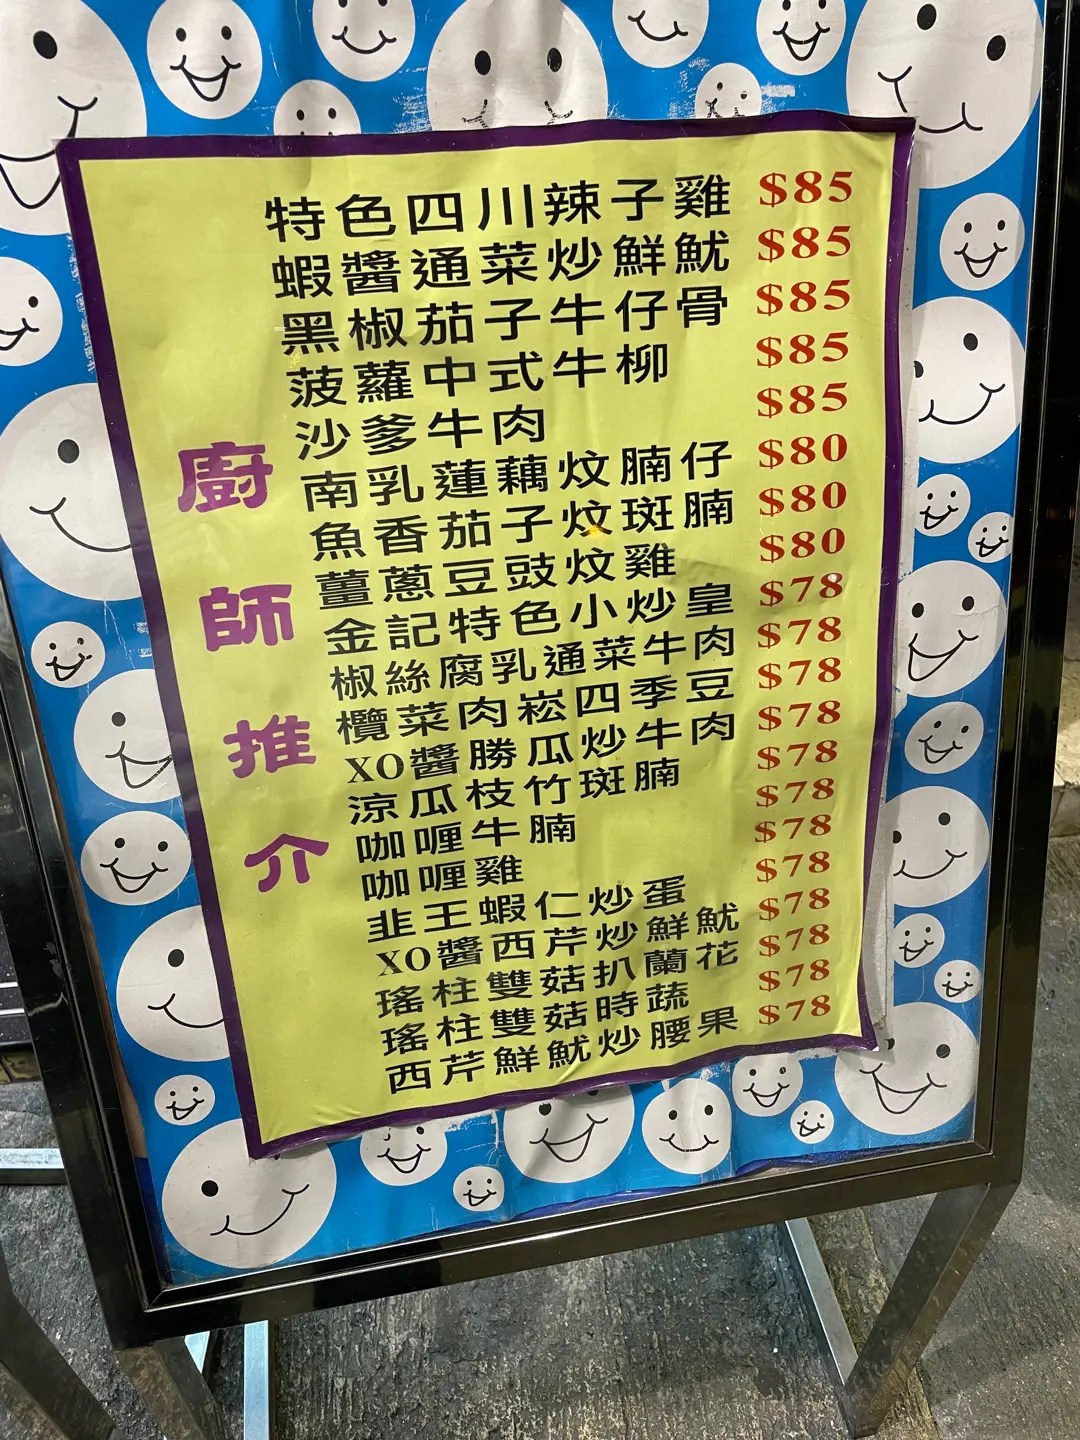 廚師推介
特色四川辣子雞 $85
蝦醬通菜炒鮮魷 $85
黑椒茄子牛仔骨 $85
菠蘿中式牛柳 $85
沙爹牛肉 $85
南乳蓮藕炆腩仔 $80
魚香茄子炆斑腩 $80
薑蔥豆豉炆雞 $80
金記特色小炒皇 $78
椒絲腐乳通菜牛肉 $78
欖菜肉崧四季豆 $78
XO醬勝瓜炒牛肉 $78
涼瓜枝竹斑腩 $78
咖喱牛腩 $78
咖喱雞 $78
韭王蝦仁炒蛋 $78
XO醬西芹炒鮮魷 $78
瑤柱雙菇扒蘭花 $78
瑤柱雙菇時蔬 $78
西芹鮮魷炒腰果 $78